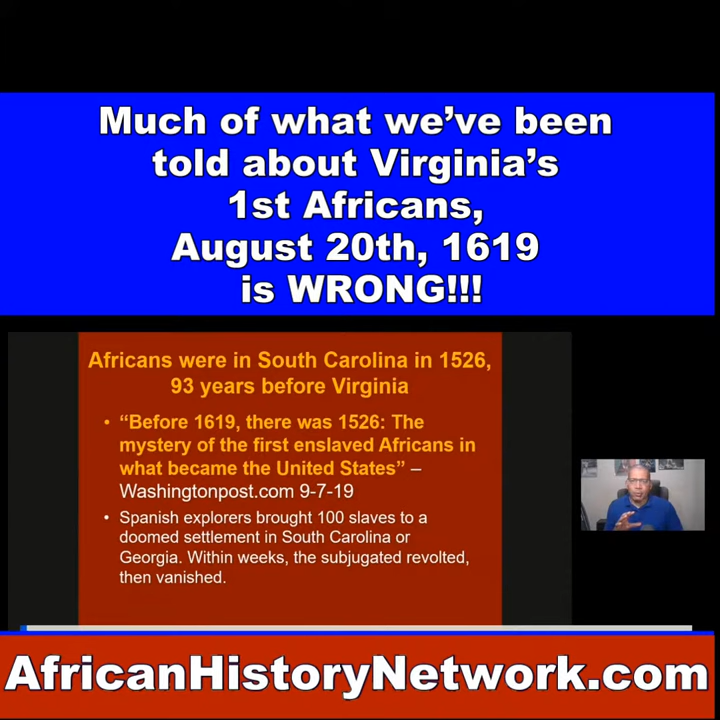 Much of what we've been
told about Virginia's
1st Africans,
August 20th, 1619
is WRONG!!!
Africans were in South Carolina in 1526,
93 years before Virginia
• “Before 1619, there was 1526: The
mystery of the first enslaved Africans in
what became the United States” –
Washingtonpost.com 9-7-19
• Spanish explorers brought 100 slaves to a
doomed settlement in South Carolina or
Georgia. Within weeks, the subjugated revolted,
then vanished.
AfricanHistoryNetwork.com